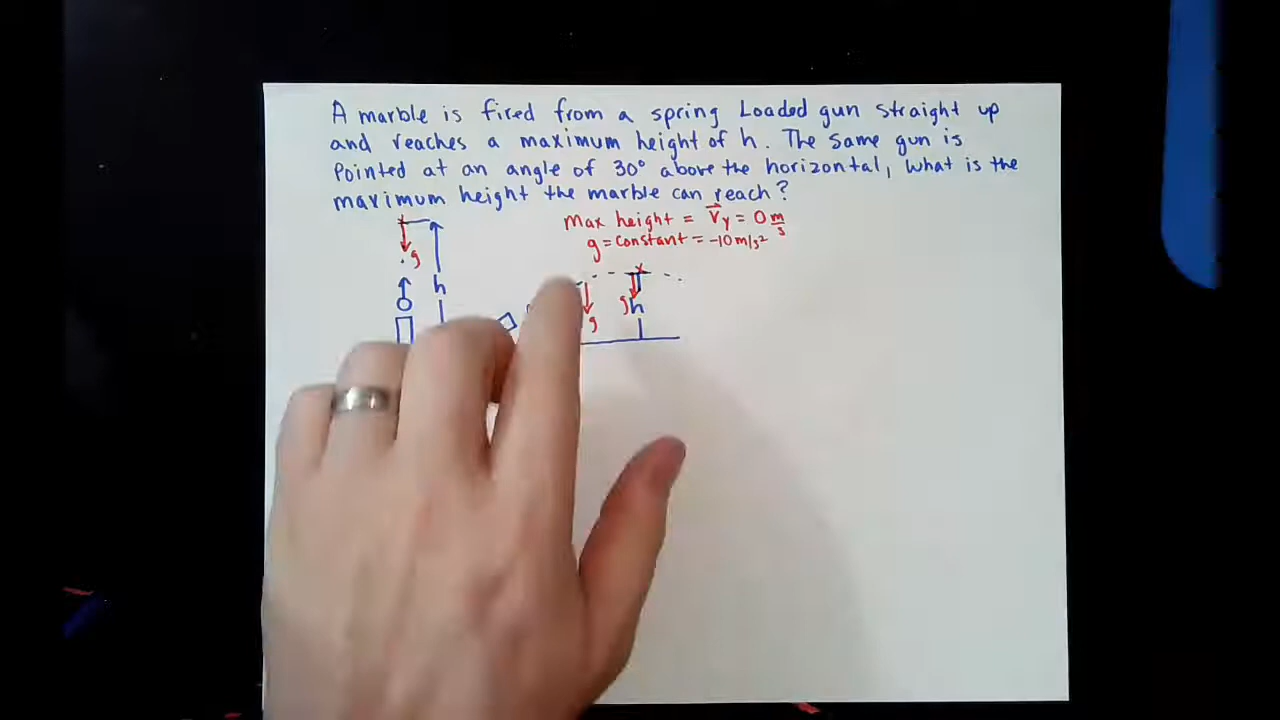 A marble is fired from a spring Loaded gun straight up
and reaches a maximum height of h. The same gun is
Pointed at an angle of 30° above the horizontal, what is the
maximum height the marble can reach?
Max height = V⃗y = 0 m/s
g = constant = -10 m/s²
g
h
g
g
h